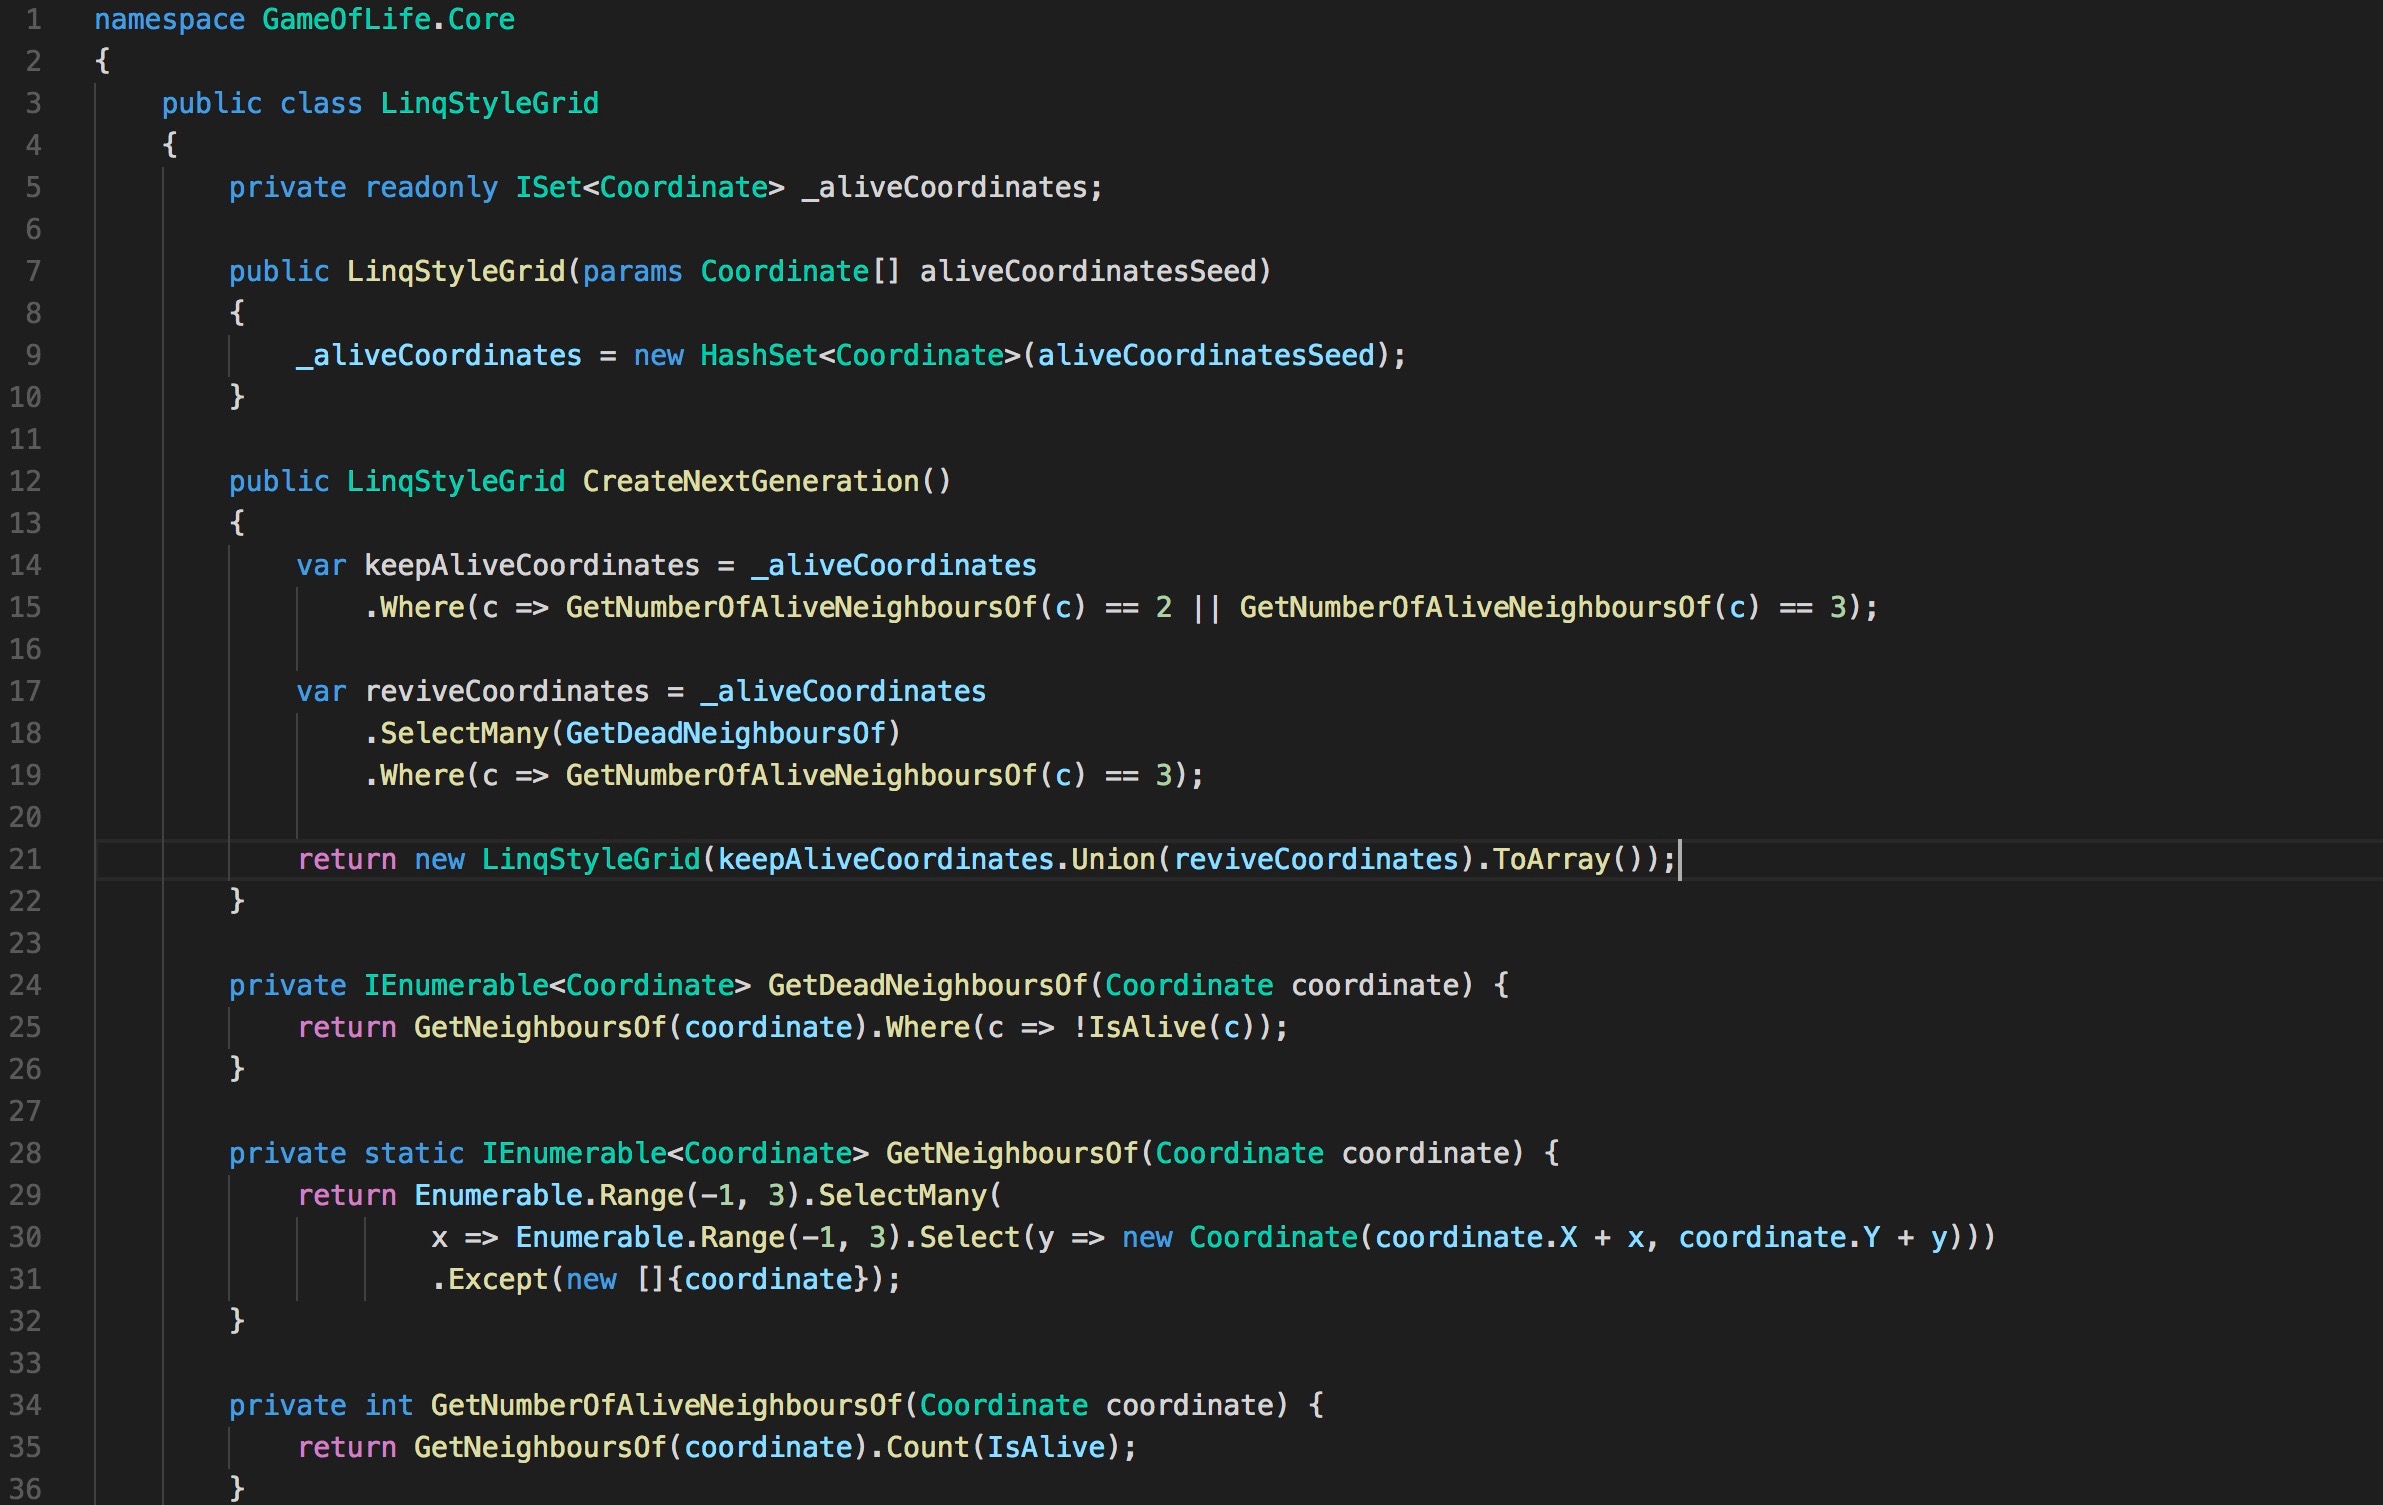 1 namespace GameOfLife.Core
2 {
3     public class LinqStyleGrid
4     {
5         private readonly ISet<Coordinate> _aliveCoordinates;
6
7         public LinqStyleGrid(params Coordinate[] aliveCoordinatesSeed)
8         {
9             _aliveCoordinates = new HashSet<Coordinate>(aliveCoordinatesSeed);
10         }
11
12         public LinqStyleGrid CreateNextGeneration()
13         {
14             var keepAliveCoordinates = _aliveCoordinates
15                 .Where(c => GetNumberOfAliveNeighboursOf(c) == 2 || GetNumberOfAliveNeighboursOf(c) == 3);
16
17             var reviveCoordinates = _aliveCoordinates
18                 .SelectMany(GetDeadNeighboursOf)
19                 .Where(c => GetNumberOfAliveNeighboursOf(c) == 3);
20
21             return new LinqStyleGrid(keepAliveCoordinates.Union(reviveCoordinates).ToArray());
22         }
23
24         private IEnumerable<Coordinate> GetDeadNeighboursOf(Coordinate coordinate) {
25             return GetNeighboursOf(coordinate).Where(c => !IsAlive(c));
26         }
27
28         private static IEnumerable<Coordinate> GetNeighboursOf(Coordinate coordinate) {
29             return Enumerable.Range(-1, 3).SelectMany(
30                     x => Enumerable.Range(-1, 3).Select(y => new Coordinate(coordinate.X + x, coordinate.Y + y)))
31                     .Except(new []{coordinate});
32         }
33
34         private int GetNumberOfAliveNeighboursOf(Coordinate coordinate) {
35             return GetNeighboursOf(coordinate).Count(IsAlive);
36         }